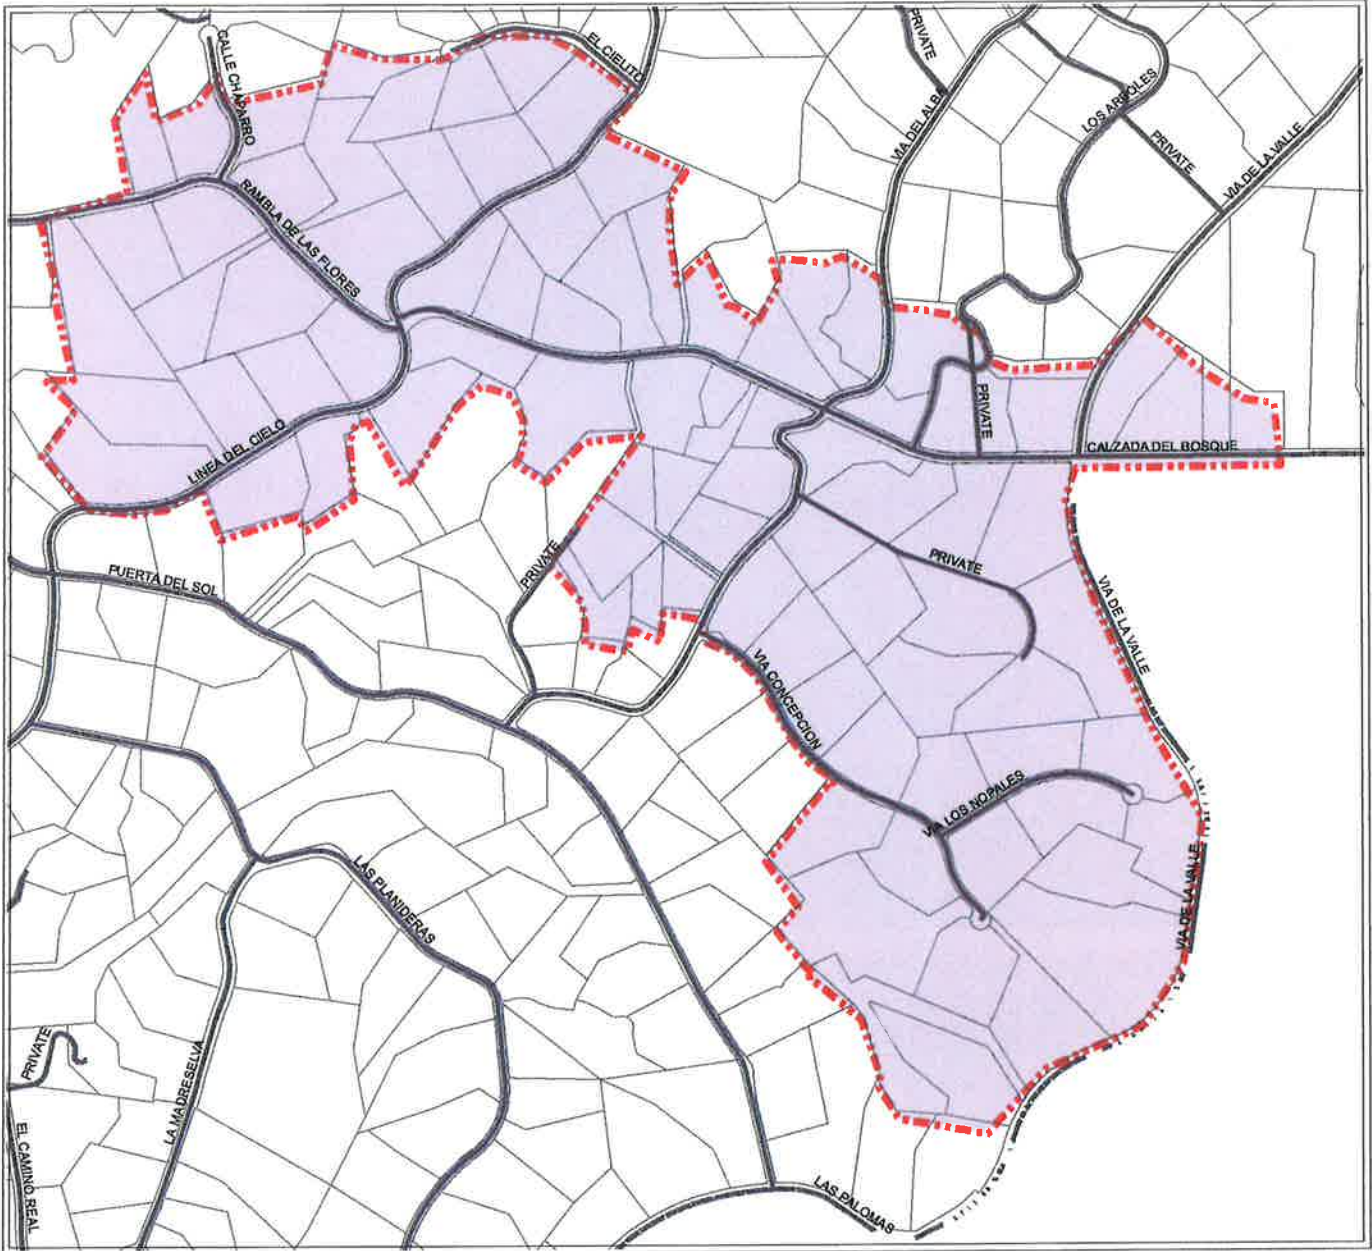 PRIVATE
CALLE CHAPARRO
EL CIELITO
VIA DEL ALBA
LOS ARBOLES
PRIVATE
VIA DE LA VALLE
RAMBLA DE LAS FLORES
PRIVATE
LINEA DEL CIELO
CALZADA DEL BOSQUE
PRIVATE
PRIVATE
PUERTA DEL SOL
VIA DE LA VALLE
VIA CONCEPCION
VIA LOS NOPALES
LAS PLANIDERAS
VIA DE LA VALLE
PRIVATE
LA MADRESELVA
EL CAMINO REAL
LAS PALOMAS